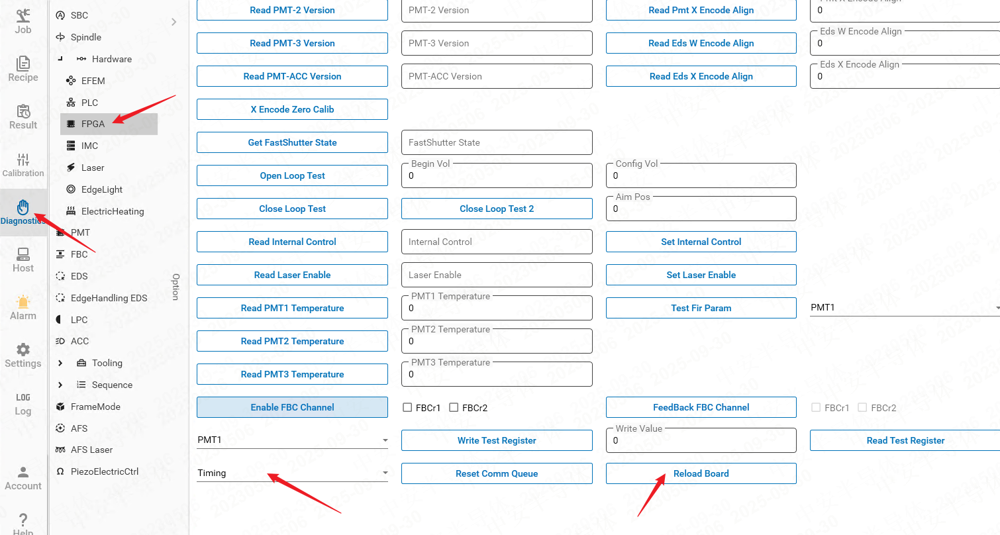 Job
Recipe
Result
Calibration
Diagnostics
Host
Alarm
Settings
LOG
Log
Account
Help
SBC
Spindle
Hardware
EFEM
PLC
FPGA
IMC
Laser
EdgeLight
ElectricHeating
PMT
FBC
EDS
EdgeHandling EDS
LPC
ACC
Tooling
Sequence
FrameMode
AFS
AFS Laser
PiezoElectricCtrl
Option
Read PMT-2 Version PMT-2 Version Read Pmt X Encode Align Pmt X Encode Align 0
Read PMT-3 Version PMT-3 Version Read Eds W Encode Align Eds W Encode Align 0
Read PMT-ACC Version PMT-ACC Version Read Eds X Encode Align Eds X Encode Align 0
X Encode Zero Calib
Get FastShutter State FastShutter State
Open Loop Test Begin Vol 0 Config Vol 0
Close Loop Test Close Loop Test 2 Aim Pos 0
Read Internal Control Internal Control Set Internal Control
Read Laser Enable Laser Enable Set Laser Enable
Read PMT1 Temperature PMT1 Temperature 0 Test Fir Param PMT1
Read PMT2 Temperature PMT2 Temperature 0
Read PMT3 Temperature PMT3 Temperature 0
Enable FBC Channel FBCr1 FBCr2 FeedBack FBC Channel FBCr1 FBCr2
PMT1 Write Test Register Write Value 0 Read Test Register
Timing Reset Comm Queue Reload Board